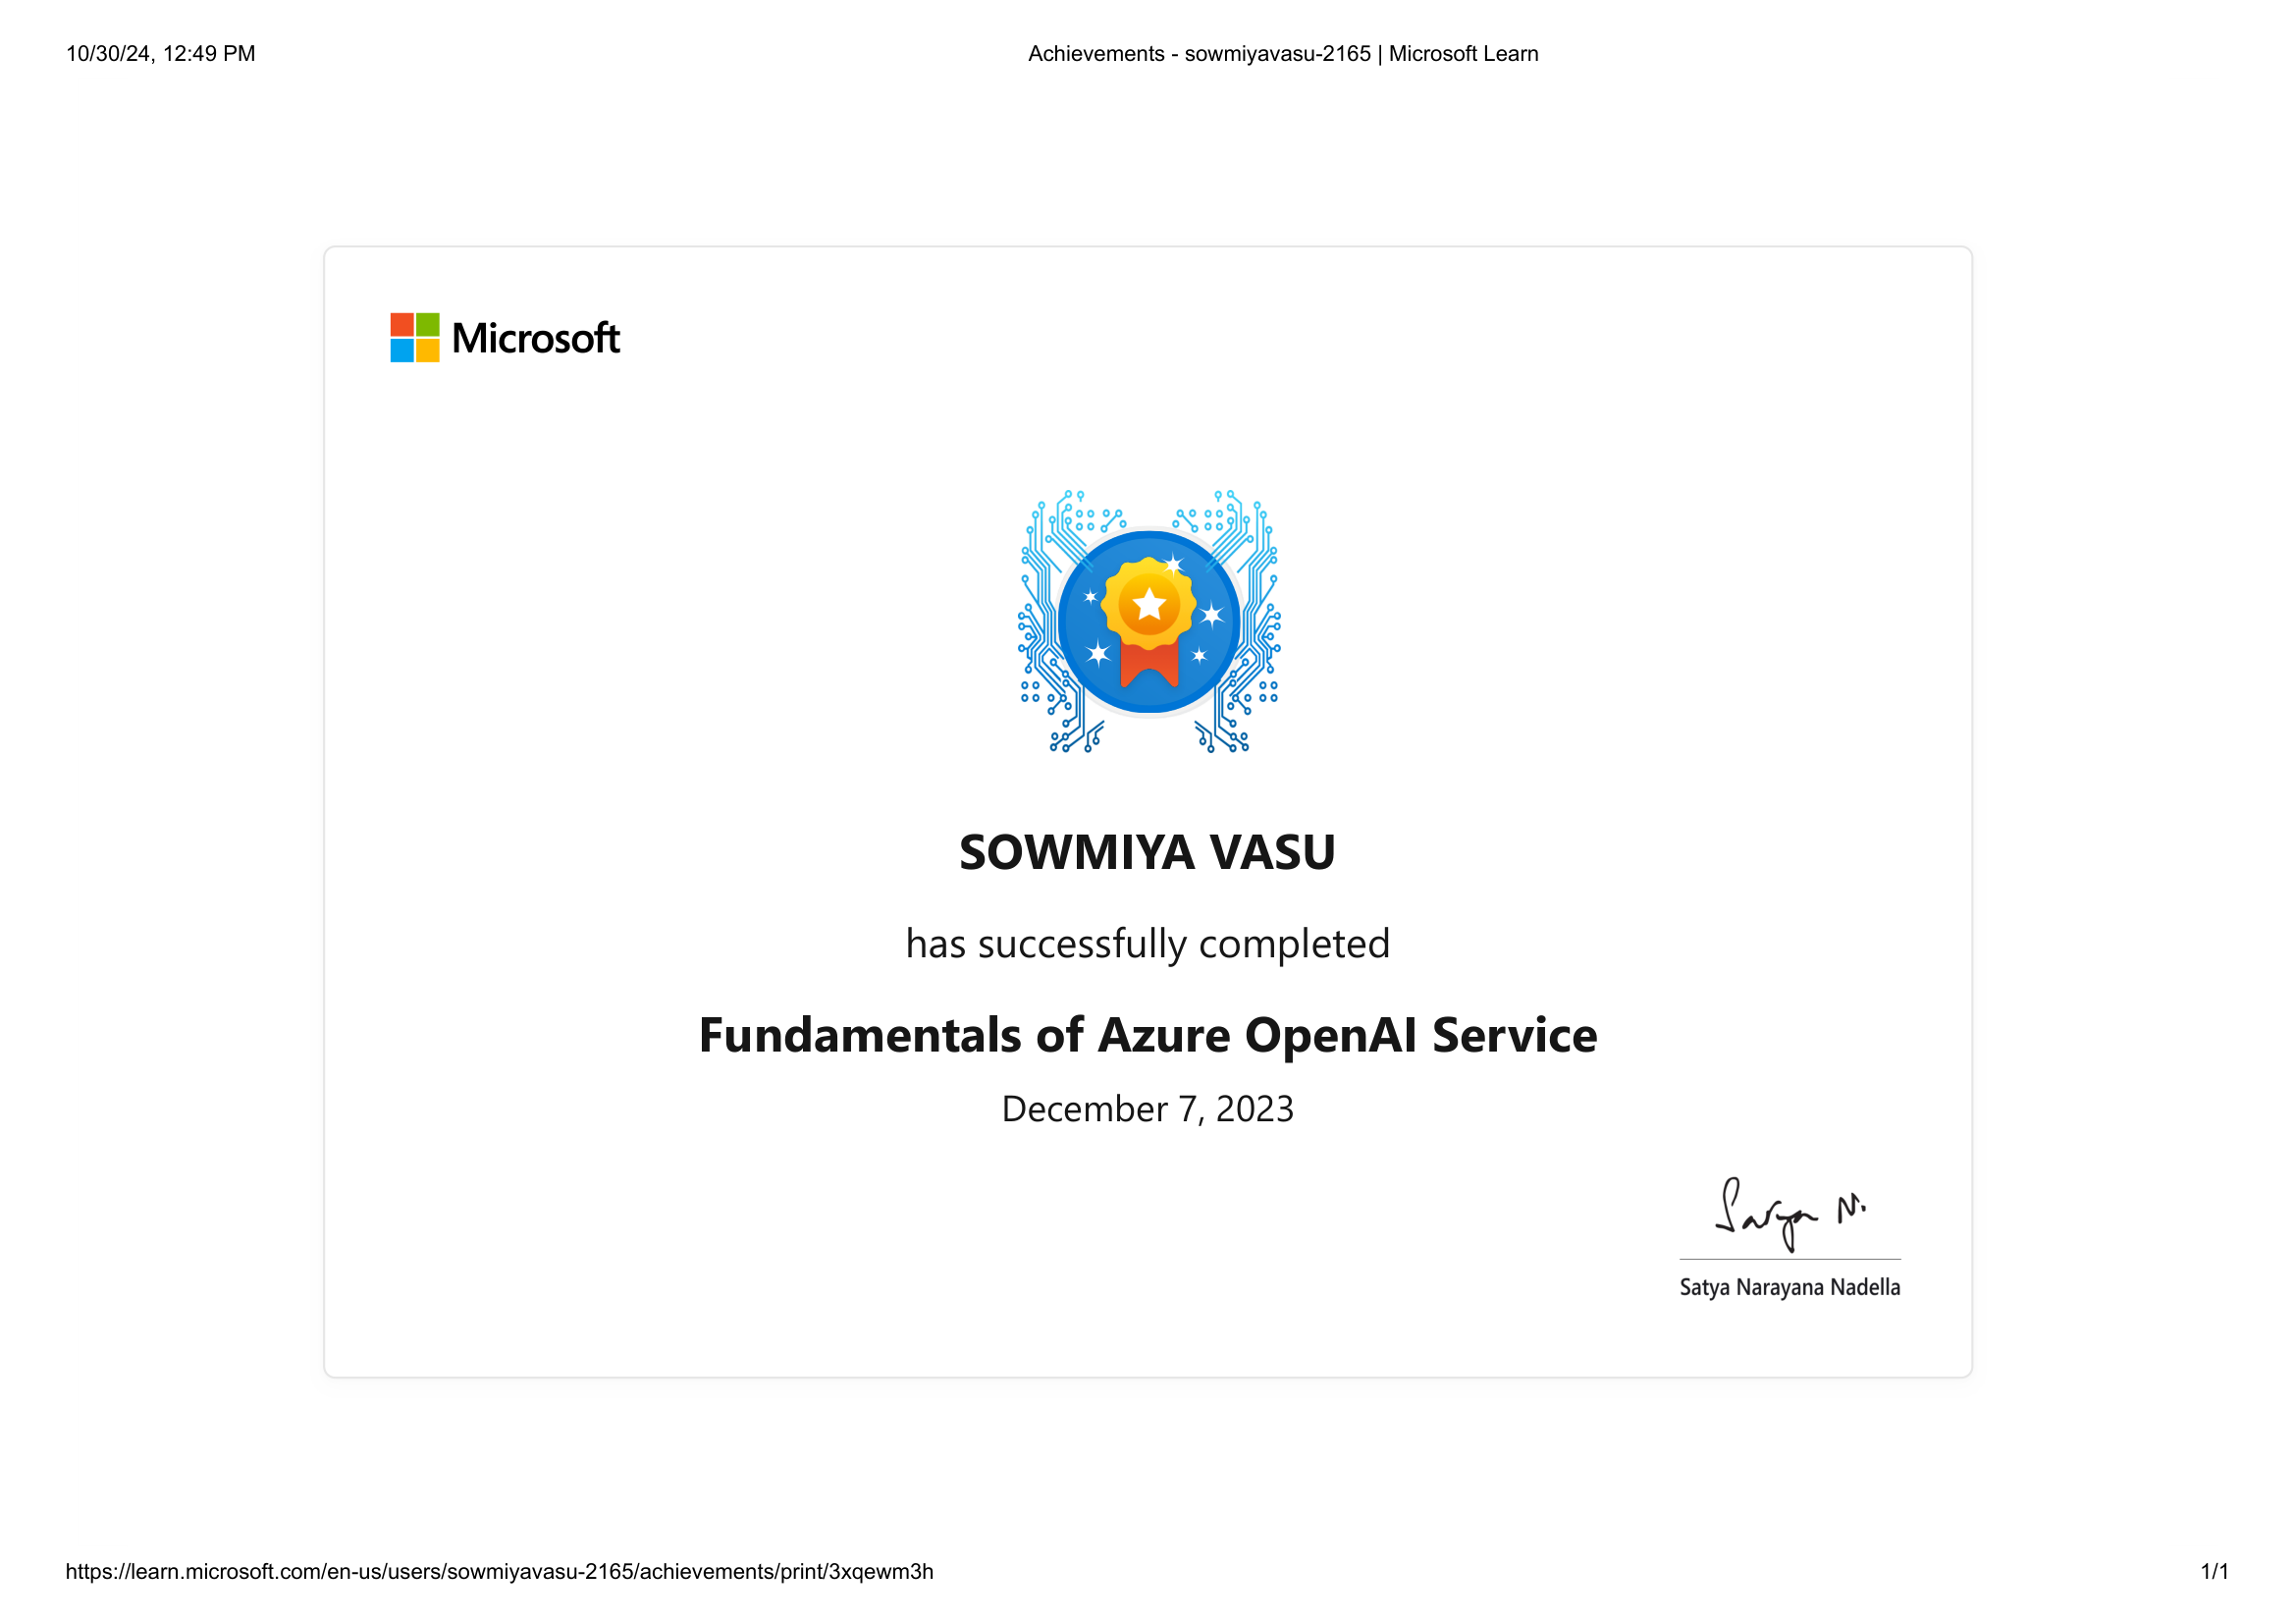 10/30/24, 12:49 PM
Achievements - sowmiyavasu-2165 | Microsoft Learn
Microsoft
SOWMIYA VASU
has successfully completed
Fundamentals of Azure OpenAI Service
December 7, 2023
Satya N.
Satya Narayana Nadella
https://learn.microsoft.com/en-us/users/sowmiyavasu-2165/achievements/print/3xqewm3h
1/1